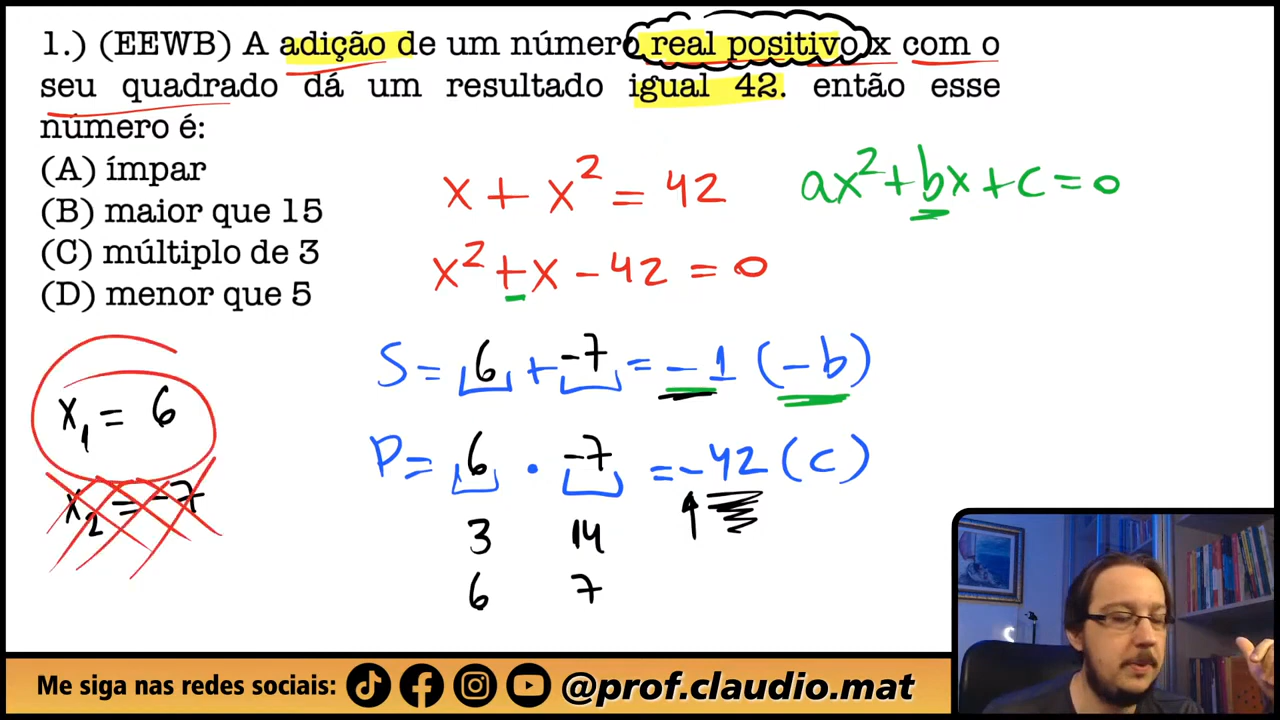 1.) (EEWB) A adição de um número real positivo x com o
seu quadrado dá um resultado igual 42. então esse
número é:
(A) ímpar
(B) maior que 15
(C) múltiplo de 3
(D) menor que 5
x + x² = 42
ax² + bx + c = 0
x² + x - 42 = 0
S = 6 + -7 = -1 (-b)
P = 6 · -7 = -42 (c)
3 14
6 7
x₁ = 6
x₂ = -7
Me siga nas redes sociais: @prof.claudio.mat